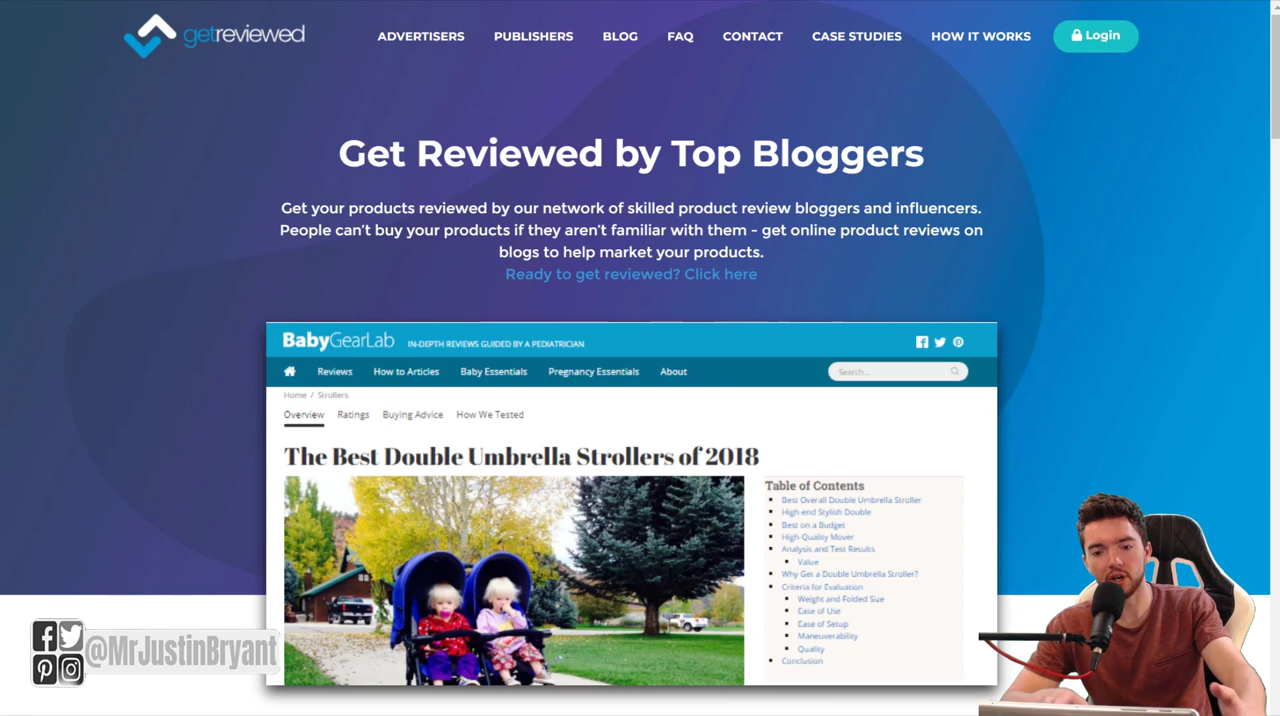 getreviewed
ADVERTISERS PUBLISHERS BLOG FAQ CONTACT CASE STUDIES HOW IT WORKS Login
Get Reviewed by Top Bloggers
Get your products reviewed by our network of skilled product review bloggers and influencers.
People can't buy your products if they aren't familiar with them - get online product reviews on
blogs to help market your products.
Ready to get reviewed? Click here
BabyGearLab IN-DEPTH REVIEWS GUIDED BY A PEDIATRICIAN
Reviews How to Articles Baby Essentials Pregnancy Essentials About Search...
Home / Strollers
Overview Ratings Buying Advice How We Tested
The Best Double Umbrella Strollers of 2018
Table of Contents
Best Overall Double Umbrella Stroller
High-end Stylish Double
Best on a Budget
High-Quality Mover
Analysis and Test Results
Value
Why Get a Double Umbrella Stroller?
Criteria for Evaluation
Weight and Folded Size
Ease of Use
Ease of Setup
Maneuverability
Quality
Conclusion
@MrJustinBryant